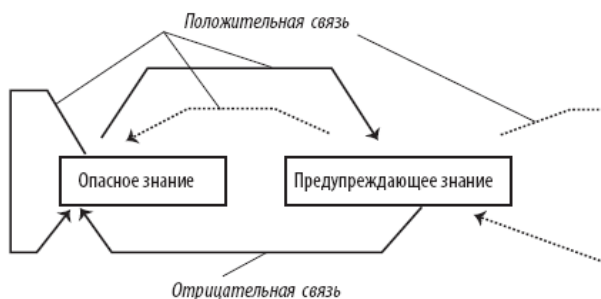 Положительная связь
Опасное знание
Предупреждающее знание
Отрицательная связь